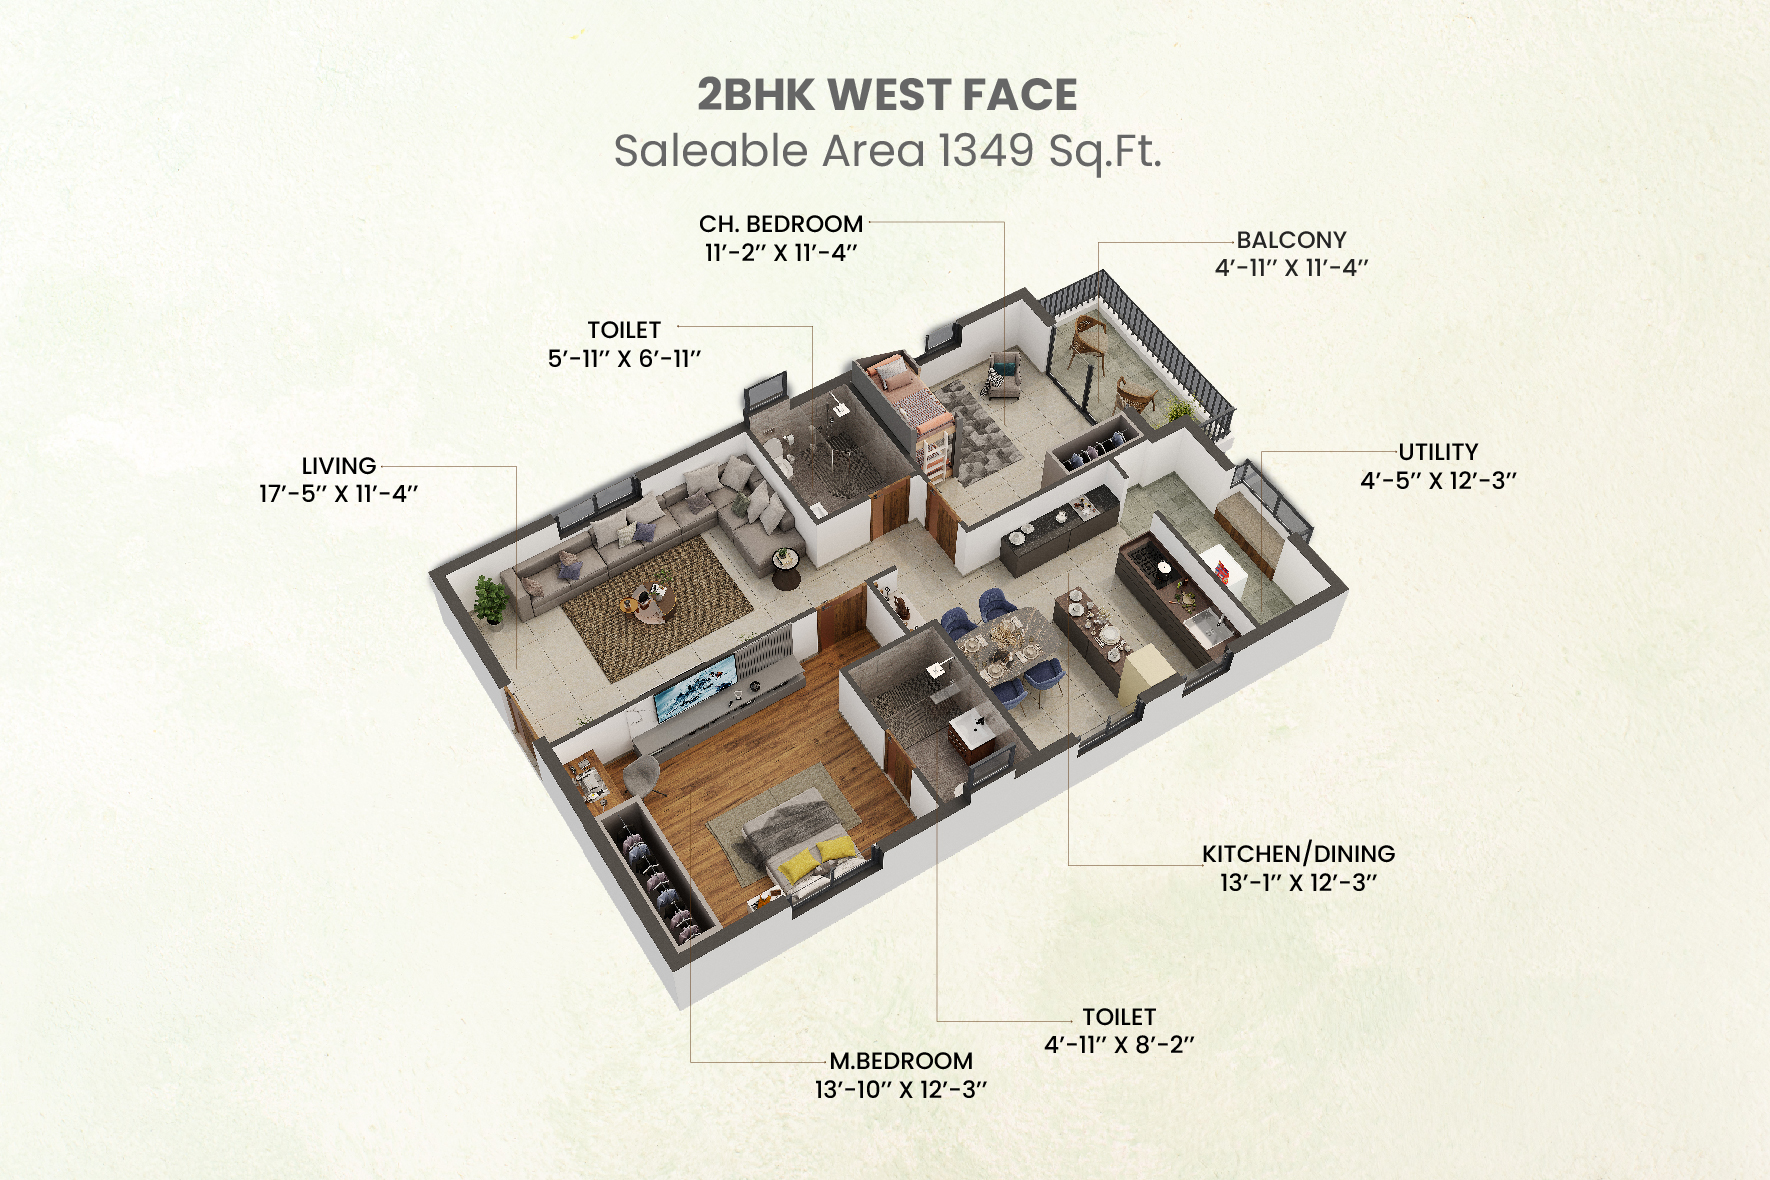 2BHK WEST FACE
Saleable Area 1349 Sq.Ft.
CH. BEDROOM
11’-2’’ X 11’-4’’
BALCONY
4’-11’’ X 11’-4’’
TOILET
5’-11’’ X 6’-11’’
LIVING
17’-5’’ X 11’-4’’
UTILITY
4’-5’’ X 12’-3’’
KITCHEN/DINING
13’-1’’ X 12’-3’’
TOILET
4’-11’’ X 8’-2’’
M.BEDROOM
13’-10’’ X 12’-3’’